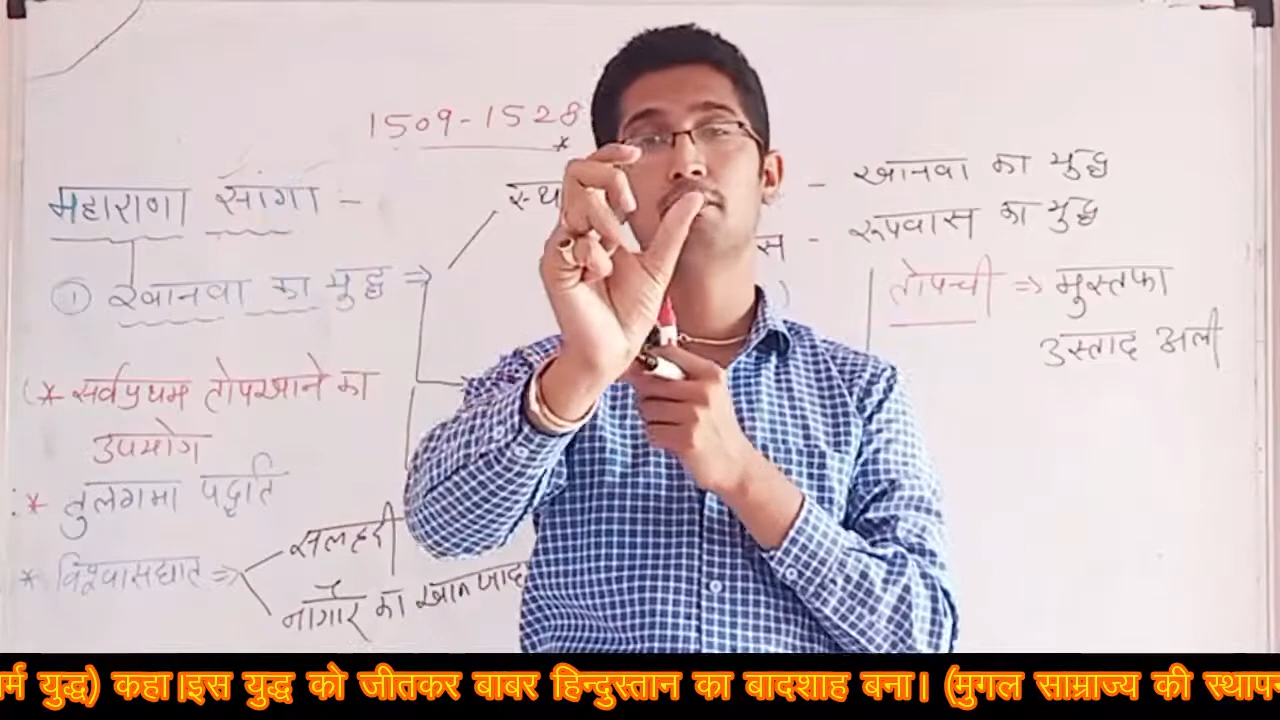 1509-1528
महाराणा सांगा -
① खानवा का युद्ध ⇒
* सर्वप्रथम तोपखाने का
उपयोग
* तुलगमा पद्धति
* विश्वासघात ⇒
सलहदी
नागौर का खान
- खानवा का युद्ध
- रूपवास का युद्ध
तोपची ⇒ मुस्तफा
उस्ताद अली
युद्ध) कहा।इस युद्ध को जीतकर बाबर हिन्दुस्तान का बादशाह बना। (मुगल साम्राज्य की